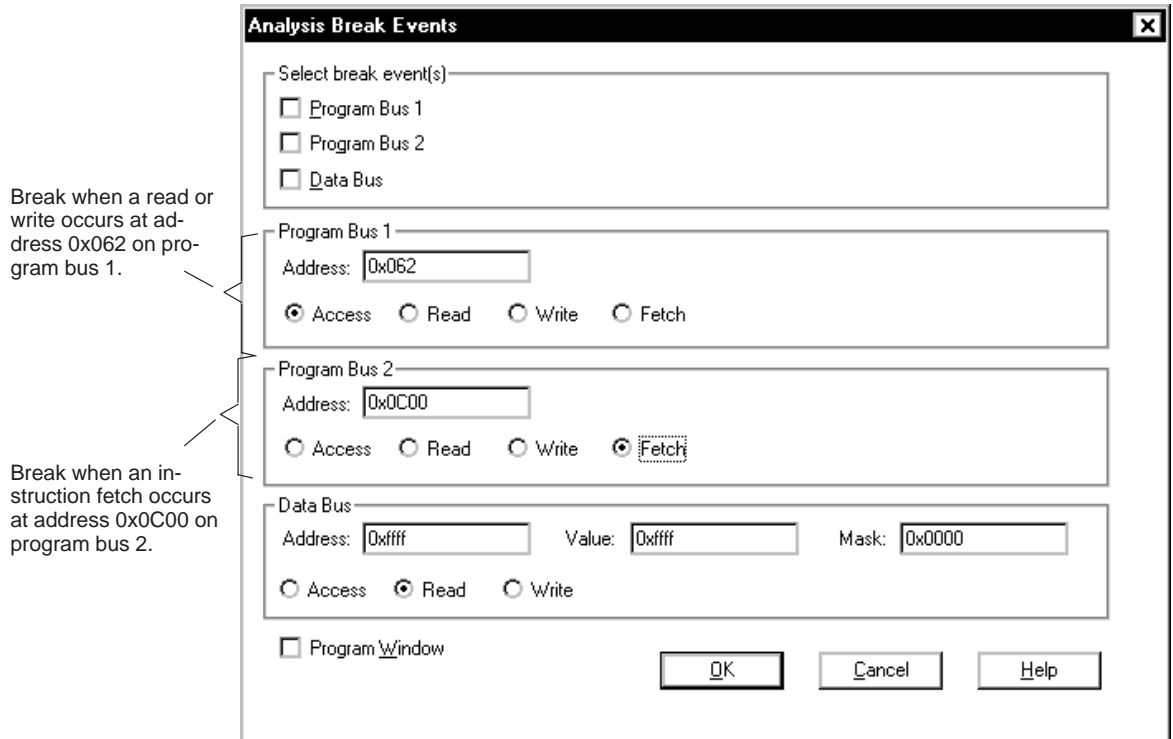 Analysis Break Events
Select break event(s)
Program Bus 1
Program Bus 2
Data Bus
Break when a read or
write occurs at ad-
dress 0x062 on pro-
gram bus 1.
Program Bus 1
Address: 0x062
Access Read Write Fetch
Program Bus 2
Address: 0x0C00
Access Read Write Fetch
Break when an in-
struction fetch occurs
at address 0x0C00 on
program bus 2.
Data Bus
Address: 0xffff Value: 0xffff Mask: 0x0000
Access Read Write
Program Window
OK Cancel Help